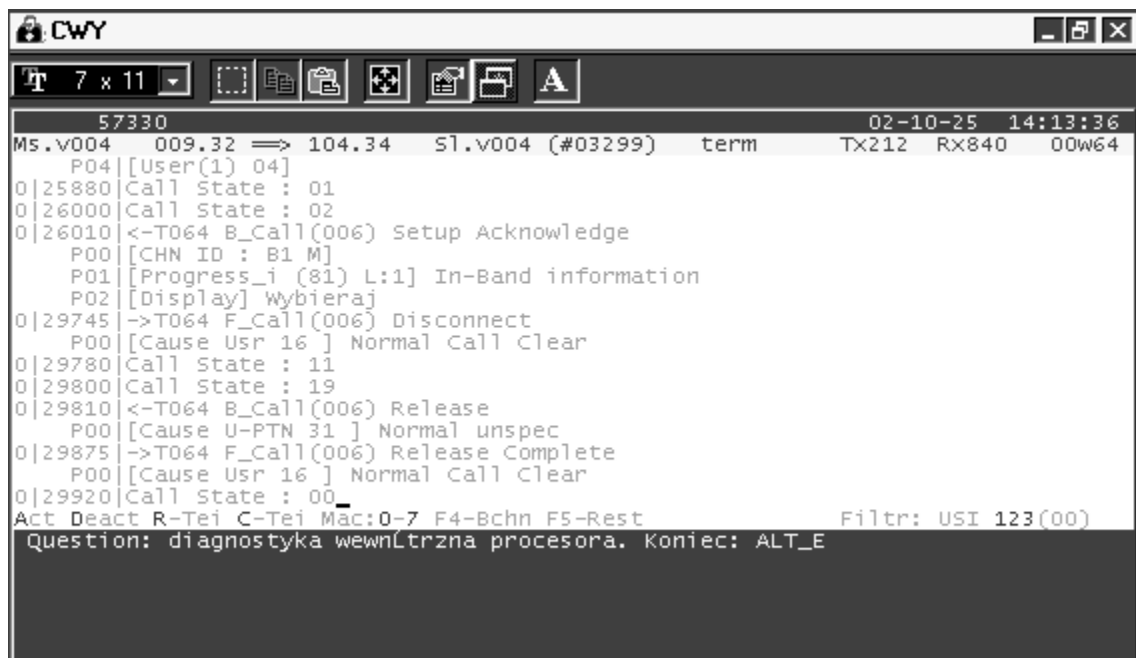 CWY
7 x 11
A
57330 02-10-25 14:13:36
Ms.v004 009.32 ==> 104.34 Sl.v004 (#03299) term Tx212 Rx840 00w64
P04|[User(1) 04]
0|25880|Call State : 01
0|26000|Call State : 02
0|26010|<-T064 B_Call(006) Setup Acknowledge
P00|[CHN ID : B1 M]
P01|[Progress_i (81) L:1] In-Band information
P02|[Display] Wybieraj
0|29745|->T064 F_Call(006) Disconnect
P00|[Cause Usr 16 ] Normal Call Clear
0|29780|Call State : 11
0|29800|Call State : 19
0|29810|<-T064 B_Call(006) Release
P00|[Cause U-PTN 31 ] Normal unspec
0|29875|->T064 F_Call(006) Release Complete
P00|[Cause Usr 16 ] Normal Call Clear
0|29920|Call State : 00_
Act Deact R-Tei C-Tei Mac:0-7 F4-Bchn F5-Rest Filtr: USI 123(00)
Question: diagnostyka wewnĹtrzna procesora. Koniec: ALT_E